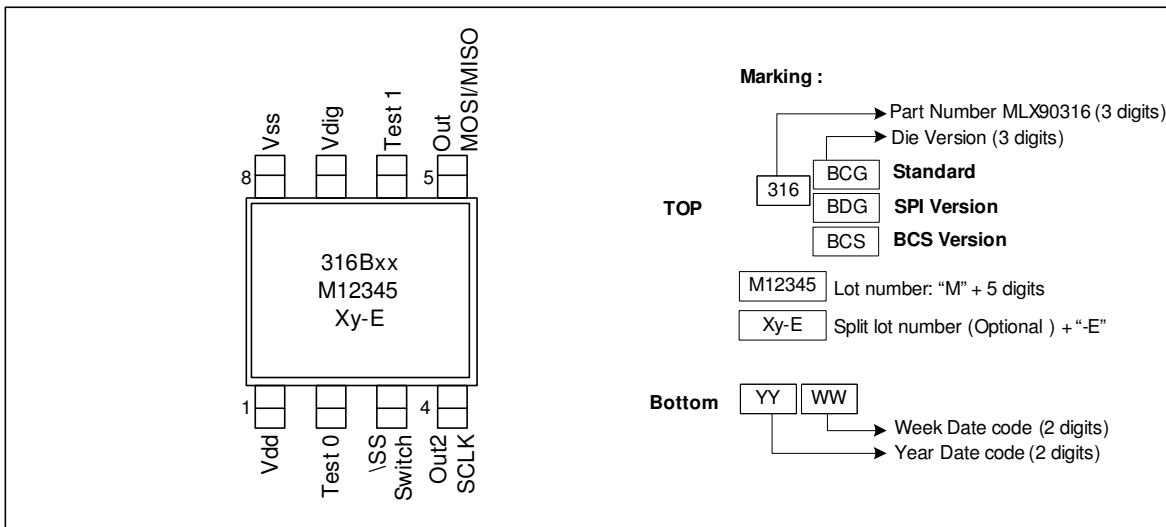 Vss
Vdig
Test 1
Out
MOSI/MISO
8
5
316Bxx
M12345
Xy-E
1
4
Vdd
Test 0
\SS
Switch
Out2
SCLK
Marking :
Part Number MLX90316 (3 digits)
Die Version (3 digits)
TOP
316
BCG Standard
BDG SPI Version
BCS BCS Version
M12345 Lot number: “M” + 5 digits
Xy-E Split lot number (Optional ) + “-E”
Bottom YY WW
Week Date code (2 digits)
Year Date code (2 digits)